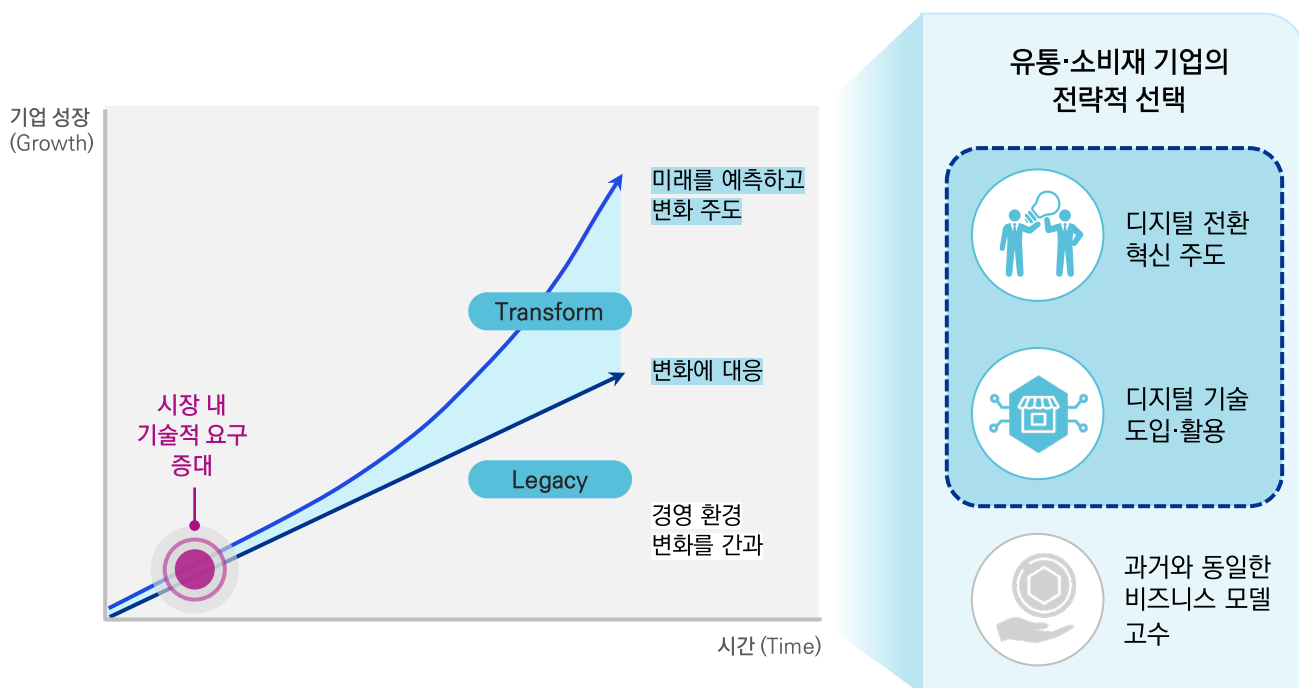 기업 성장
(Growth)
미래를 예측하고
변화 주도
Transform
변화에 대응
시장 내
기술적 요구
증대
Legacy
경영 환경
변화를 간과
시간 (Time)
유통·소비재 기업의
전략적 선택
디지털 전환
혁신 주도
디지털 기술
도입·활용
과거와 동일한
비즈니스 모델
고수